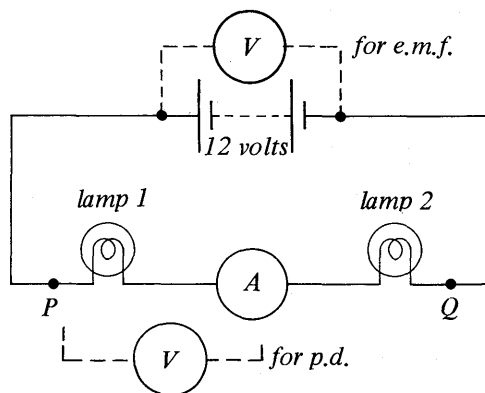 V
for e.m.f.
12 volts
lamp 1
lamp 2
A
P
Q
V
for p.d.